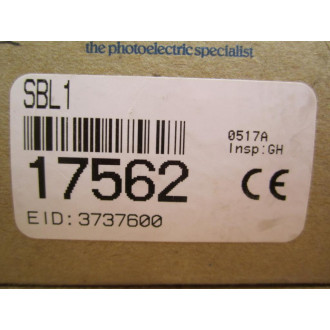 the photoelectric specialist
SBL1
0517A
Insp:GH
17562
CE
EID:3737600